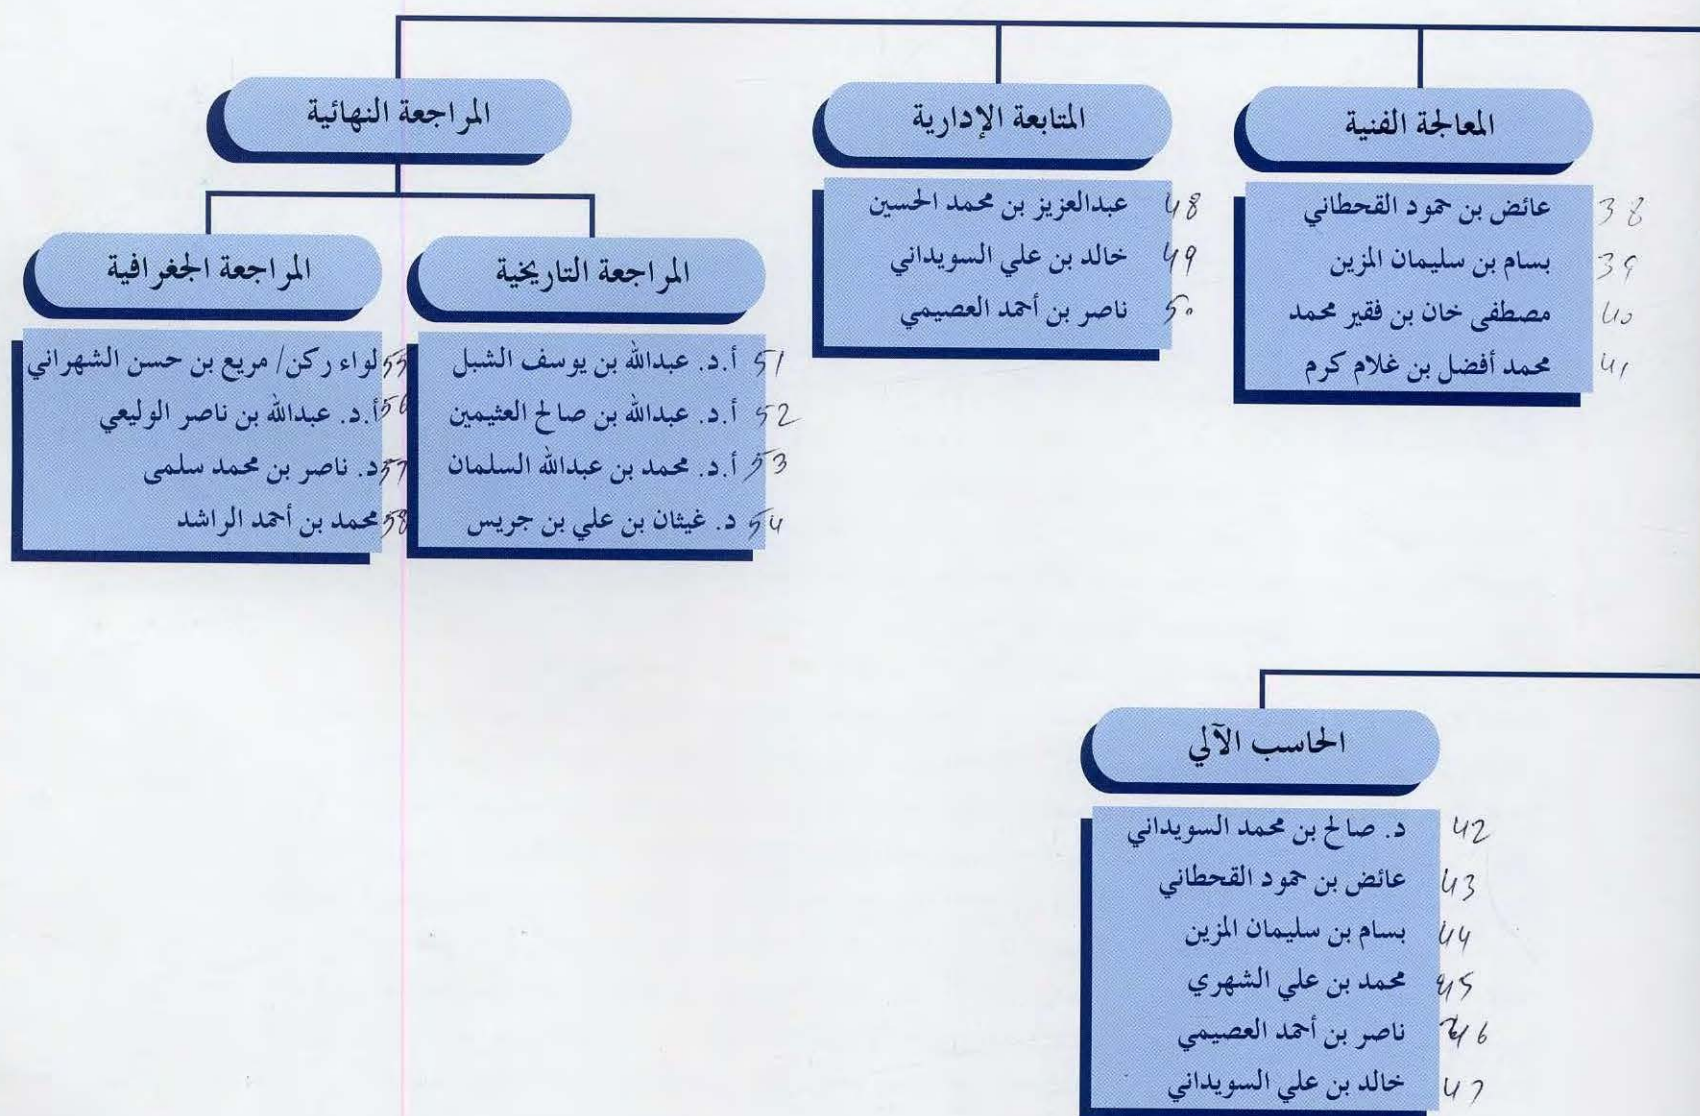 المعالجة الفنية
38 عائض بن حمود القحطاني
39 بسام بن سليمان المزين
40 مصطفى خان بن فقير محمد
41 محمد أفضل بن غلام كرم
المتابعة الإدارية
48 عبدالعزيز بن محمد الحسين
49 خالد بن علي السويداني
50 ناصر بن أحمد العصيمي
المراجعة النهائية
المراجعة التاريخية
51 أ.د. عبدالله بن يوسف الشبل
52 أ.د. عبدالله بن صالح العثيمين
53 أ.د. محمد بن عبدالله السلمان
54 د. غيثان بن علي بن جريس
المراجعة الجغرافية
55 لواء ركن/ مريع بن حسن الشهراني
56 أ.د. عبدالله بن ناصر الوليعي
57 د. ناصر بن محمد سلمى
58 محمد بن أحمد الراشد
الحاسب الآلي
42 د. صالح بن محمد السويداني
43 عائض بن حمود القحطاني
44 بسام بن سليمان المزين
45 محمد بن علي الشهري
46 ناصر بن أحمد العصيمي
47 خالد بن علي السويداني